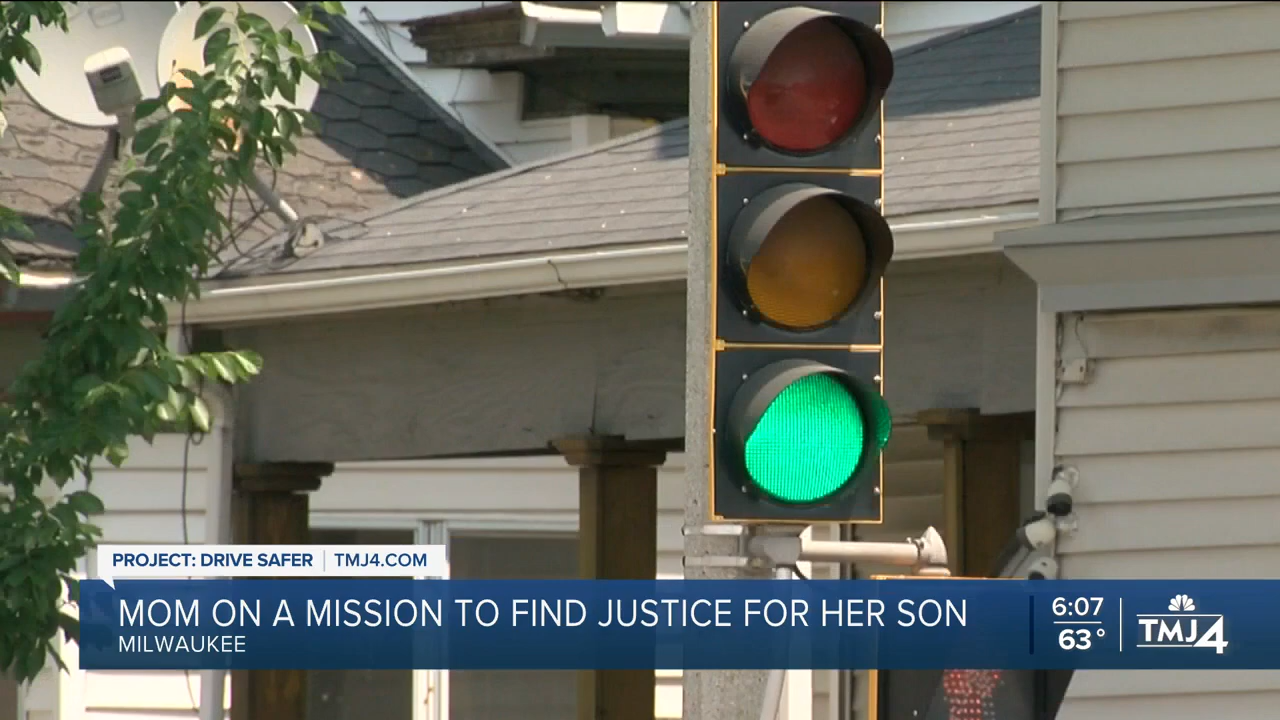 PROJECT: DRIVE SAFER | TMJ4.COM
MOM ON A MISSION TO FIND JUSTICE FOR HER SON
MILWAUKEE
6:07
63°
TMJ4